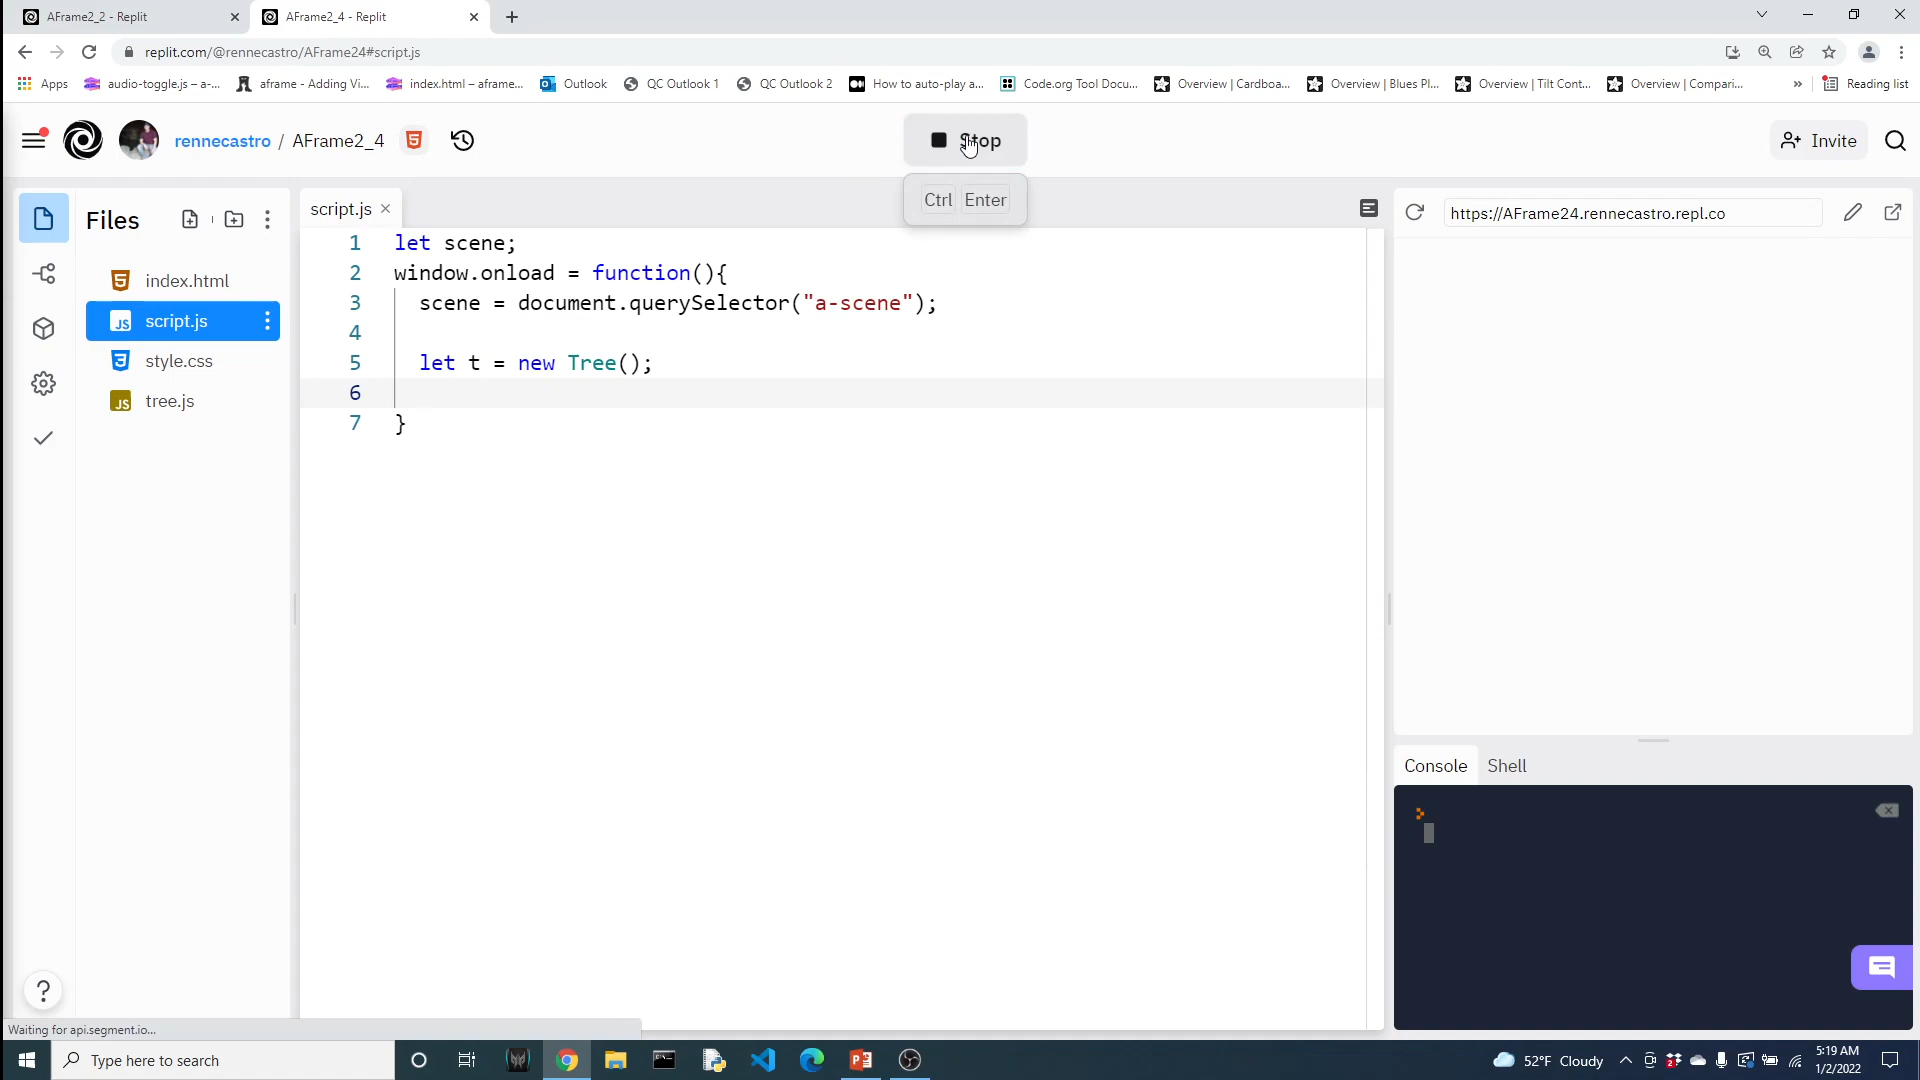 AFrame2_2 - Replit
AFrame2_4 - Replit
replit.com/@rennecastro/AFrame24#script.js
Apps
audio-toggle.js – a-...
aframe - Adding Vi...
index.html – aframe...
Outlook
QC Outlook 1
QC Outlook 2
How to auto-play a...
Code.org Tool Docu...
Overview | Cardboa...
Overview | Blues Pl...
Overview | Tilt Cont...
Overview | Compari...
»
Reading list
rennecastro / AFrame2_4
Stop
Invite
Ctrl Enter
Files
index.html
script.js
style.css
tree.js
script.js
1 let scene;
2 window.onload = function(){
3 scene = document.querySelector("a-scene");
4
5 let t = new Tree();
6
7 }
https://AFrame24.rennecastro.repl.co
Console
Shell
?
Waiting for api.segment.io...
Type here to search
52°F Cloudy
5:19 AM
1/2/2022